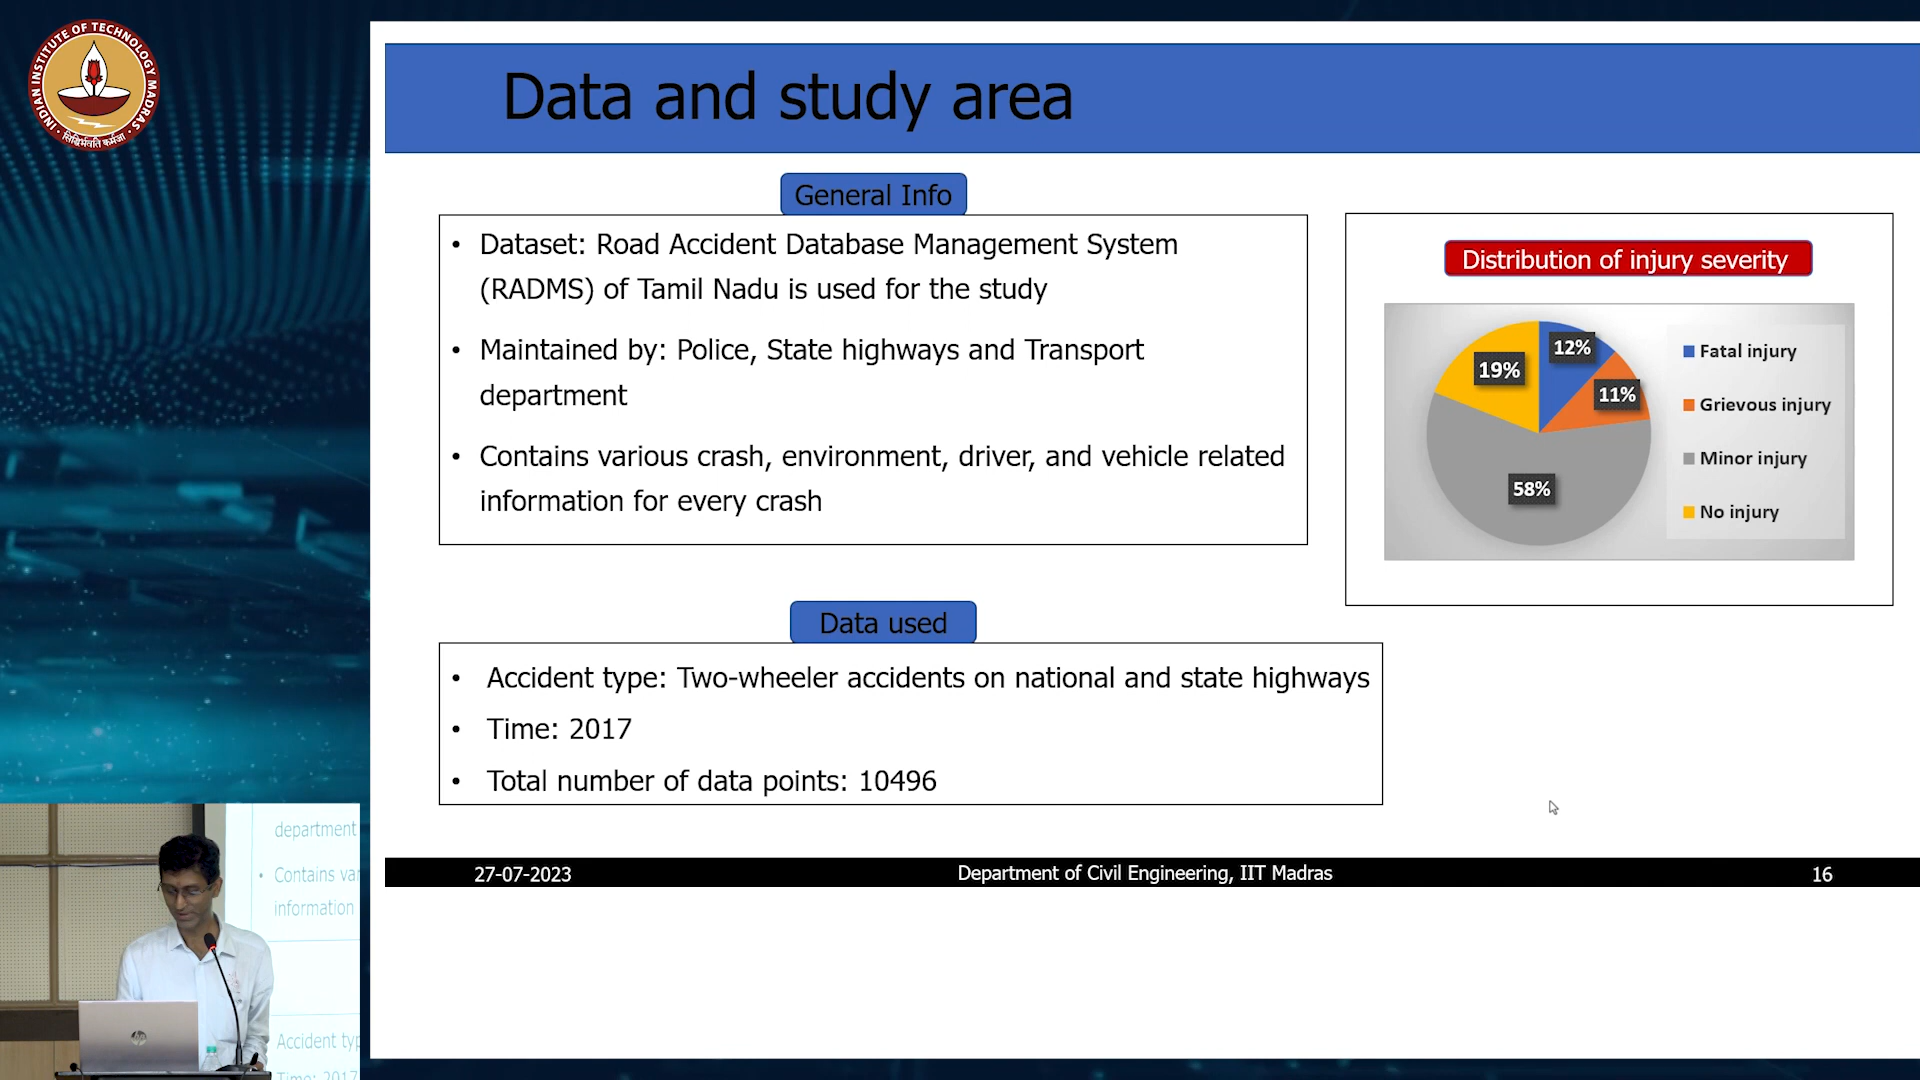 INDIAN INSTITUTE OF TECHNOLOGY MADRAS
सिद्धिर्भवति कर्मजा
Data and study area
General Info
• Dataset: Road Accident Database Management System
(RADMS) of Tamil Nadu is used for the study
• Maintained by: Police, State highways and Transport
department
• Contains various crash, environment, driver, and vehicle related
information for every crash
Distribution of injury severity
12%
19%
11%
58%
Fatal injury
Grievous injury
Minor injury
No injury
Data used
• Accident type: Two-wheeler accidents on national and state highways
• Time: 2017
• Total number of data points: 10496
27-07-2023
Department of Civil Engineering, IIT Madras
16
department
• Contains var
information
Accident typ
Time: 2017
hp